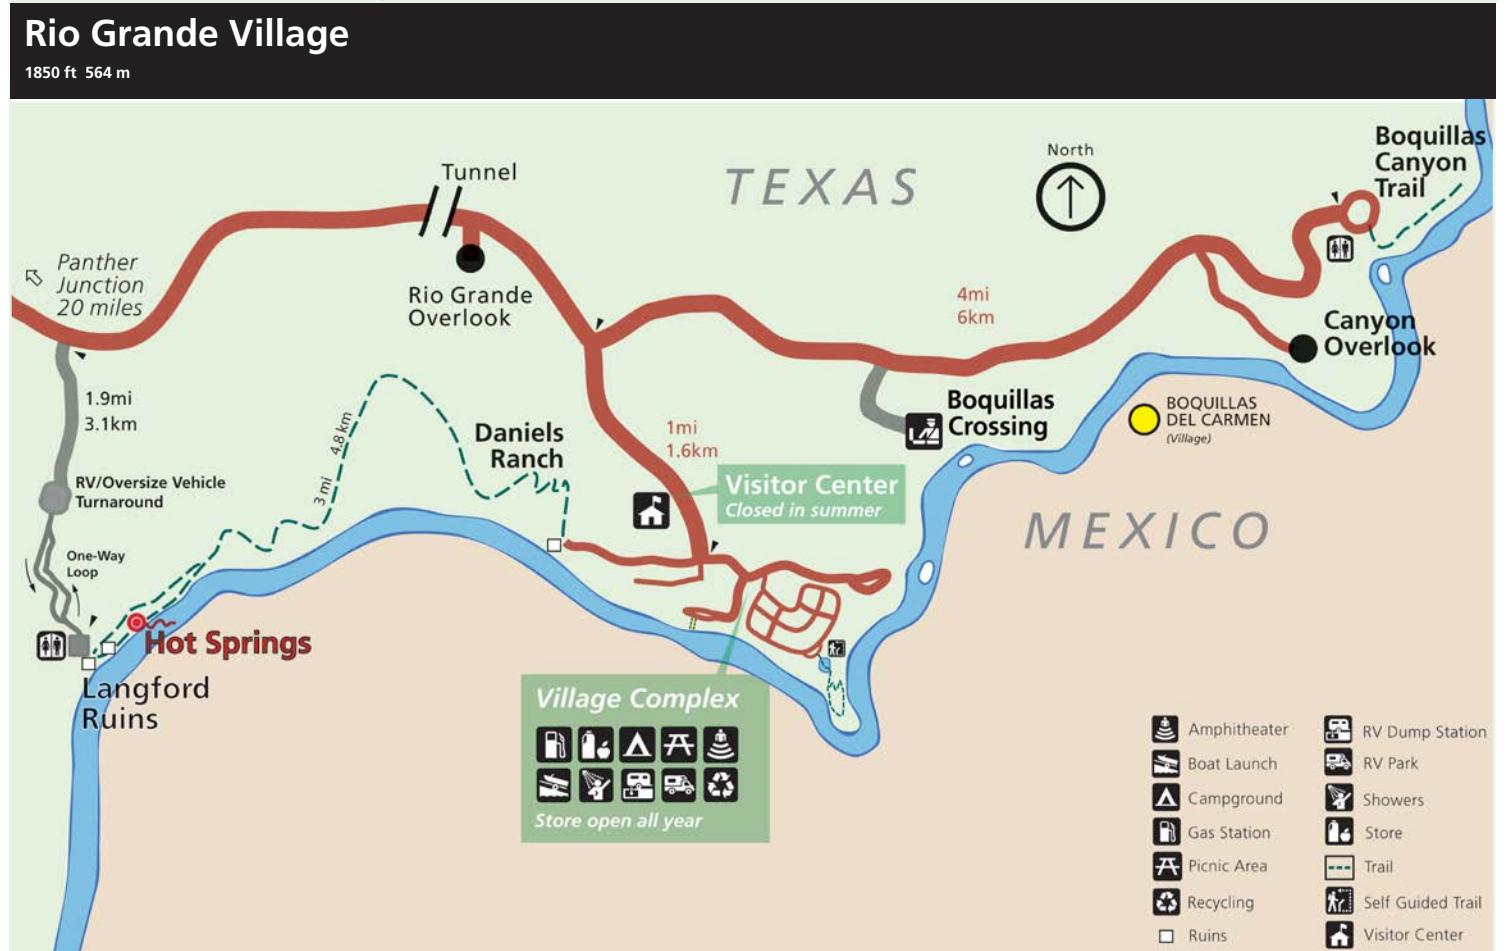 Rio Grande Village
1850 ft 564 m
Tunnel
TEXAS
North
Boquillas
Canyon
Trail
Panther
Junction
20 miles
Rio Grande
Overlook
4mi
6km
Canyon
Overlook
1.9mi
3.1km
3 mi 4.8 km
Daniels
Ranch
1mi
1.6km
Boquillas
Crossing
BOQUILLAS
DEL CARMEN
(Village)
RV/Oversize Vehicle
Turnaround
Visitor Center
Closed in summer
MEXICO
One-Way
Loop
Hot Springs
Langford
Ruins
Village Complex
Store open all year
Amphitheater
Boat Launch
Campground
Gas Station
Picnic Area
Recycling
Ruins
RV Dump Station
RV Park
Showers
Store
Trail
Self Guided Trail
Visitor Center